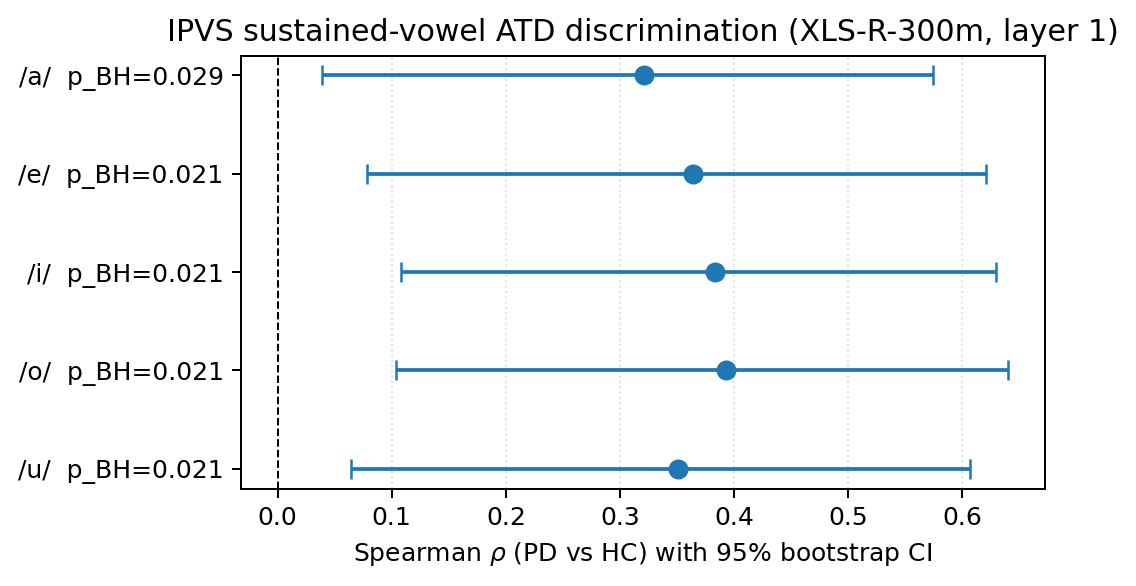 IPVS sustained-vowel ATD discrimination (XLS-R-300m, layer 1)
/a/  p_BH=0.029
/e/  p_BH=0.021
/i/  p_BH=0.021
/o/  p_BH=0.021
/u/  p_BH=0.021
0.0 0.1 0.2 0.3 0.4 0.5 0.6
Spearman ρ (PD vs HC) with 95% bootstrap CI